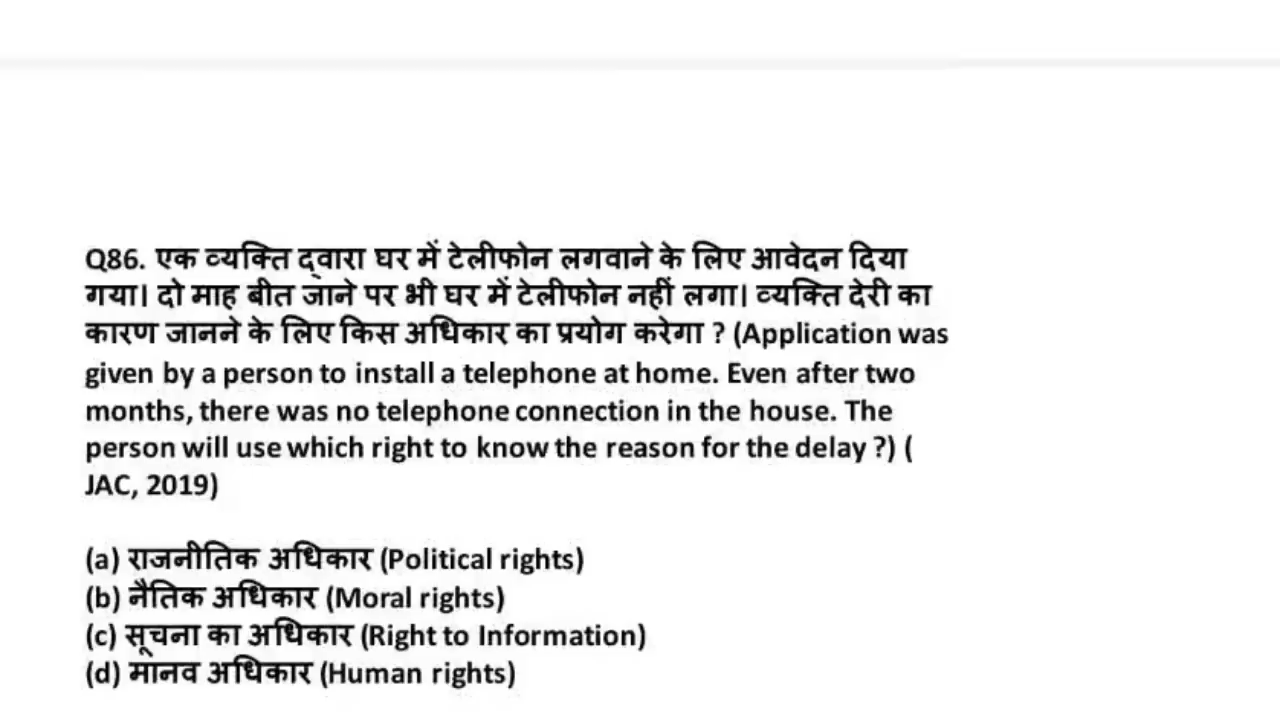 Q86. एक व्यक्ति द्वारा घर में टेलीफोन लगवाने के लिए आवेदन दिया
गया। दो माह बीत जाने पर भी घर में टेलीफोन नहीं लगा। व्यक्ति देरी का
कारण जानने के लिए किस अधिकार का प्रयोग करेगा ? (Application was
given by a person to install a telephone at home. Even after two
months, there was no telephone connection in the house. The
person will use which right to know the reason for the delay ?) (
JAC, 2019)
(a) राजनीतिक अधिकार (Political rights)
(b) नैतिक अधिकार (Moral rights)
(c) सूचना का अधिकार (Right to Information)
(d) मानव अधिकार (Human rights)